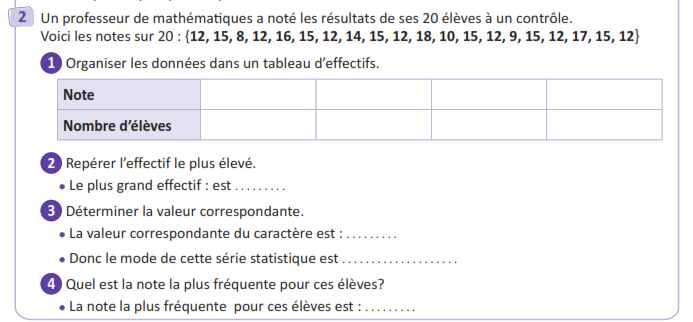 2 Un professeur de mathématiques a noté les résultats de ses 20 élèves à un contrôle.
Voici les notes sur 20 : {12, 15, 8, 12, 16, 15, 12, 14, 15, 12, 18, 10, 15, 12, 9, 15, 12, 17, 15, 12}
1 Organiser les données dans un tableau d'effectifs.
Note
Nombre d'élèves
2 Repérer l'effectif le plus élevé.
• Le plus grand effectif : est .........
3 Déterminer la valeur correspondante.
• La valeur correspondante du caractère est : .........
• Donc le mode de cette série statistique est ....................
4 Quel est la note la plus fréquente pour ces élèves?
• La note la plus fréquente pour ces élèves est : .........